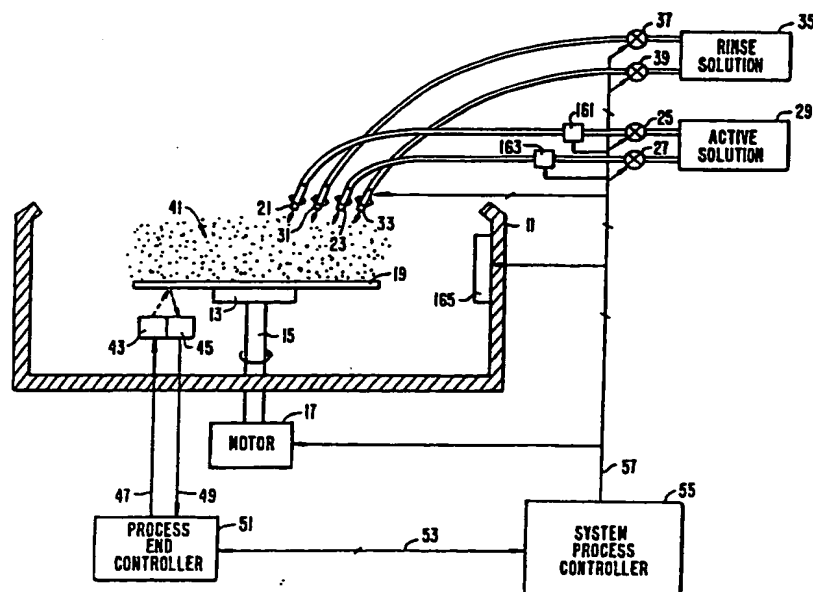 37
35
RINSE
SOLUTION
39
161
25
29
ACTIVE
SOLUTION
163
27
41
21
31
23
33
11
19
165
13
43
45
15
17
MOTOR
57
47
49
55
51
PROCESS
END
CONTROLLER
53
SYSTEM
PROCESS
CONTROLLER